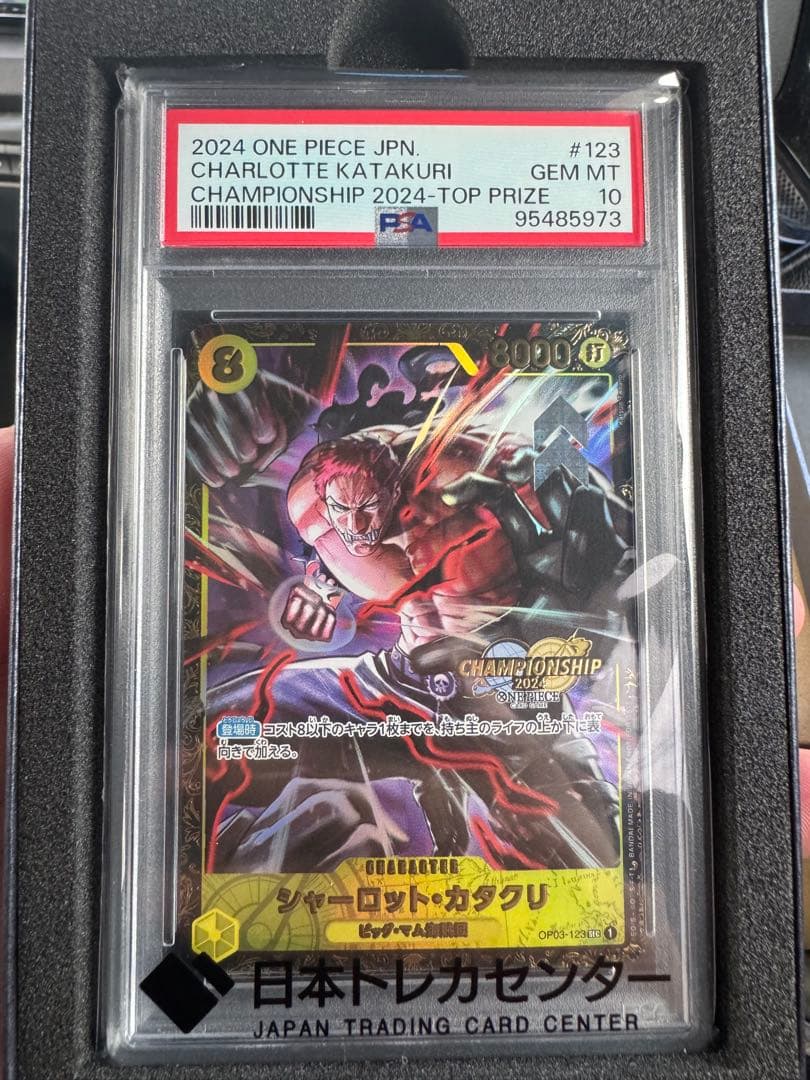 2024 ONE PIECE JPN. #123
CHARLOTTE KATAKURI GEM MT
CHAMPIONSHIP 2024-TOP PRIZE 10
PSA 95485973
8 8000 打
CHAMPIONSHIP
2024
ONE PIECE
CARD GAME
登場時 コスト8以下のキャラ1枚までを、持ち主のライフの上か下に表
向きで加える。
CHARACTER
シャーロット・カタクリ
ビッグ・マム海賊団
OP03-123 SEC 1
日本トレカセンター
JAPAN TRADING CARD CENTER